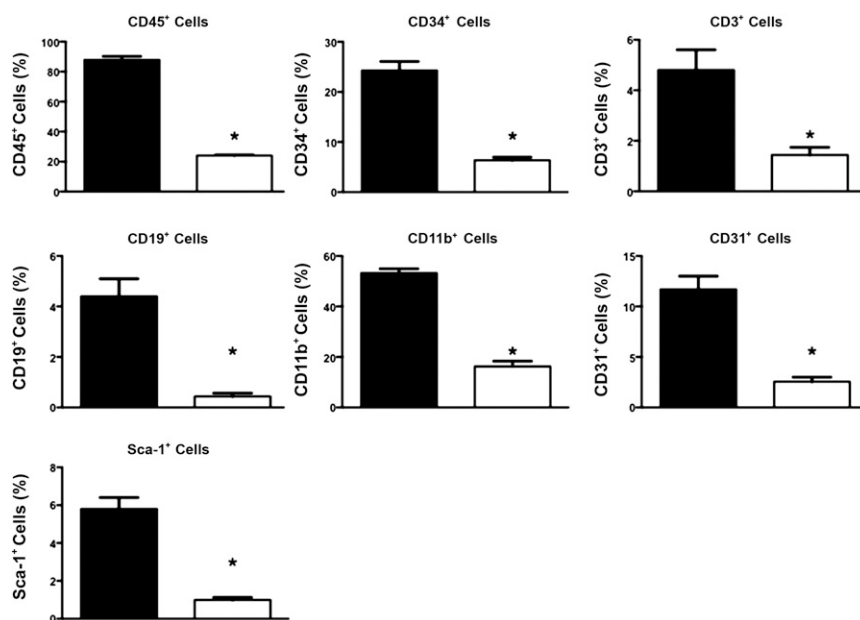 CD45⁺ Cells
CD45⁺ Cells (%)
100
80
60
40
20
0
*
CD34⁺ Cells
CD34⁺ Cells (%)
30
20
10
0
*
CD3⁺ Cells
CD3⁺ Cells (%)
6
4
2
0
*
CD19⁺ Cells
CD19⁺ Cells (%)
6
4
2
0
*
CD11b⁺ Cells
CD11b⁺ Cells (%)
60
40
20
0
*
CD31⁺ Cells
CD31⁺ Cells (%)
15
10
5
0
*
Sca-1⁺ Cells
Sca-1⁺ Cells (%)
8
6
4
2
0
*